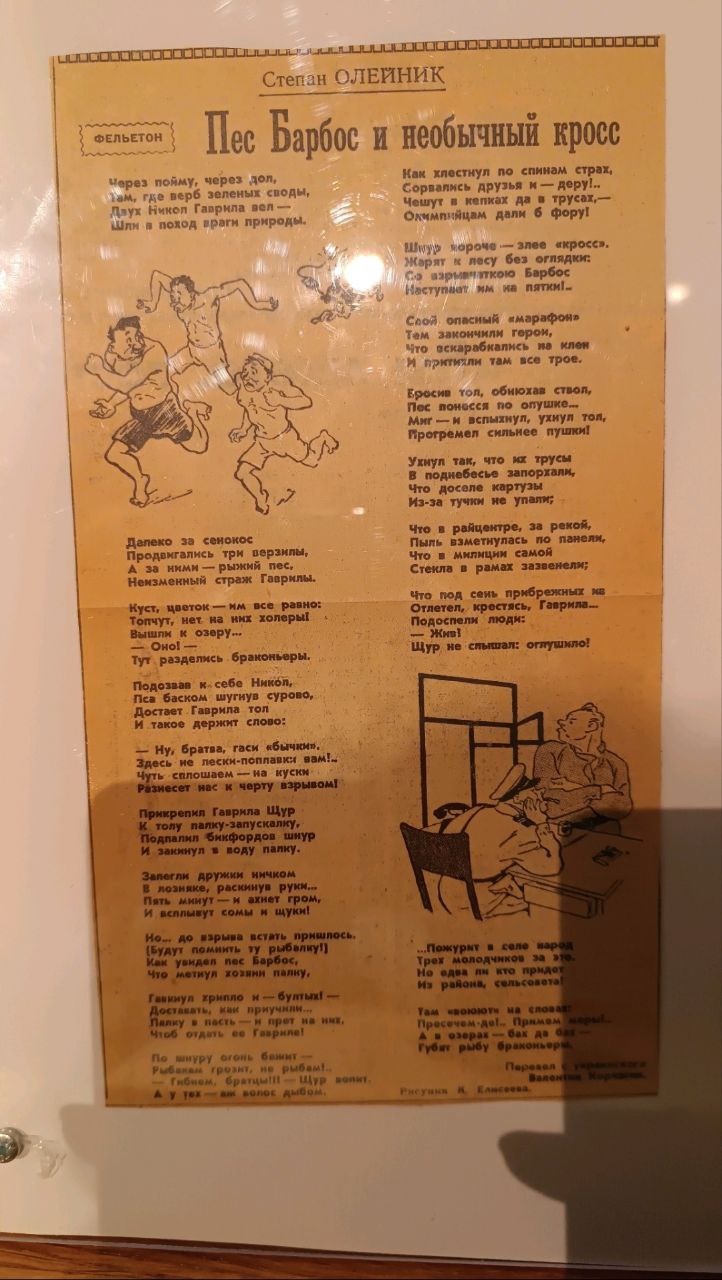 Степан ОЛЕЙНИК
ФЕЛЬЕТОН
Пес Барбос и необычный кросс
Через пойму, через дол,
Там, где верб зеленых своды,
Двух Никол Гаврила вел —
Шли в поход враги природы.
Далеко за сенокос
Продвигались три верзилы,
А за ними — рыжий пес,
Неизменный страж Гаврилы.
Куст, цветок — им все равно:
Топчут, нет на них холеры!
Вышли к озеру...
— Оно! —
Тут разделись браконьеры.
Подозвав к себе Никол,
Пса баском шугнув сурово,
Достает Гаврила тол
И такое держит слово:
— Ну, братва, гаси «бычки».
Здесь не лески-поплавки вам!..
Чуть сплошаем — на куски
Разнесет нас к черту взрывом!
Прикрепил Гаврила Щур
К толу палку-запускалку,
Подпалил бикфордов шнур
И закинул в воду палку.
Залегли дружки ничком
В лозняке, раскинув руки...
Пять минут — и ахнет гром,
И всплывут сомы и щуки!
Но... до взрыва встать пришлось.
(Будут помнить ту рыбалку!)
Как увидел пес Барбос,
Что метнул хозяин палку,
Гавкнул хрипло и — бултых! —
Доставать, как приучили...
Палку в пасть — и прет на них,
Чтоб отдать ее Гавриле!
По шнуру огонь бежит —
Рыбакам грозит, не рыбам!..
— Гибнем, братцы!!! — Щур вопит.
А у тех — аж волос дыбом.
Как хлестнул по спинам страх,
Сорвались друзья и — деру!..
Чешут в кепках да в трусах,—
Олимпийцам дали б фору!
Шнур короче — злее «кросс».
Жарят к лесу без оглядки:
Со взрывчаткою Барбос
Наступает им на пятки!..
Свой опасный «марафон»
Тем закончили герои,
Что вскарабкались на клен
И притихли там все трое.
Бросив тол, обнюхав ствол,
Пес понесся по опушке...
Миг — и вспыхнул, ухнул тол,
Прогремел сильнее пушки!
Ухнул так, что их трусы
В поднебесье запорхали,
Что доселе картузы
Из-за тучки не упали;
Что в райцентре, за рекой,
Пыль взметнулась по панели,
Что в милиции самой
Стекла в рамах зазвенели;
Что под сень прибрежных ив
Отлетел, крестясь, Гаврила...
Подоспели люди:
— Жив!
Щур не слышал: оглушило!
...Пожурит в селе народ
Трех молодчиков за это.
Но едва ли кто придет
Из района, сельсовета!
Там «воюют» на словах:
Пресечем-де!.. Примем меры!..
А в озерах — бах да бах —
Губят рыбу браконьеры.
Перевел с украинского
Валентин Корчагин.
Рисунки К. Елисеева.